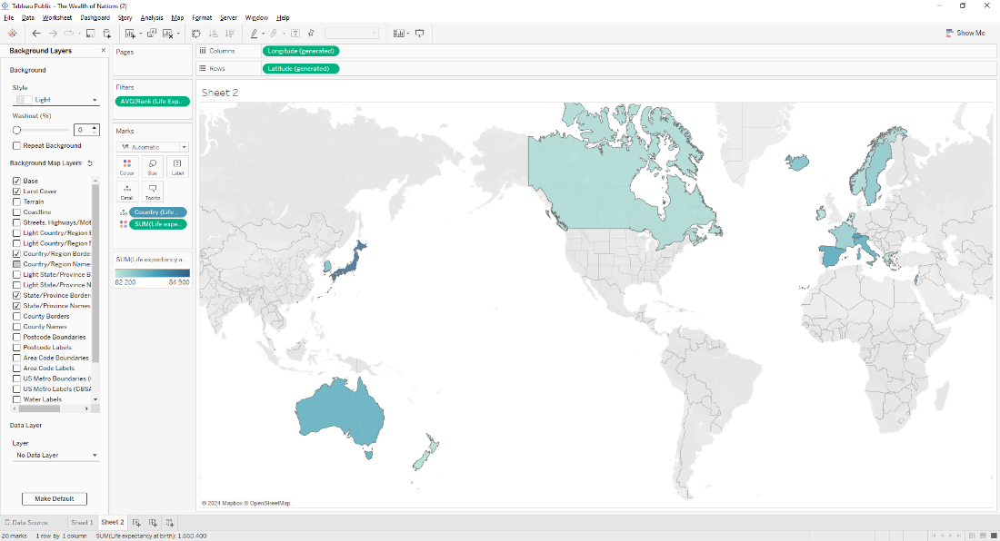 Tableau Public - The Wealth of Nations (2)
File Data Worksheet Dashboard Story Analysis Map Format Server Window Help
Show Me
Background Layers
Background
Style
Light
Washout (%)
0
Repeat Background
Background Map Layers
Base
Land Cover
Terrain
Coastline
Streets, Highways/Mot
Light Country/Region E
Light Country/Region N
Country/Region Borde
Country/Region Name
Light State/Province B
Light State/Province N
State/Province Border
State/Province Names
County Borders
County Names
Postcode Boundaries
Postcode Labels
Area Code Boundaries
Area Code Labels
US Metro Boundaries (
US Metro Labels (CBSA
Water Labels
Data Layer
Layer
No Data Layer
Make Default
Pages
Filters
AVG(Rank (Life Exp..
Marks
Automatic
Colour Size Label
Detail Tooltip
Country (Life ..
SUM(Life expe..
SUM(Life expectancy a...
82.200 84.900
Columns Longitude (generated)
Rows Latitude (generated)
Sheet 2
© 2024 Mapbox © OpenStreetMap
Data Source Sheet 1 Sheet 2
20 marks 1 row by 1 column SUM(Life expectancy at birth): 1,660.400